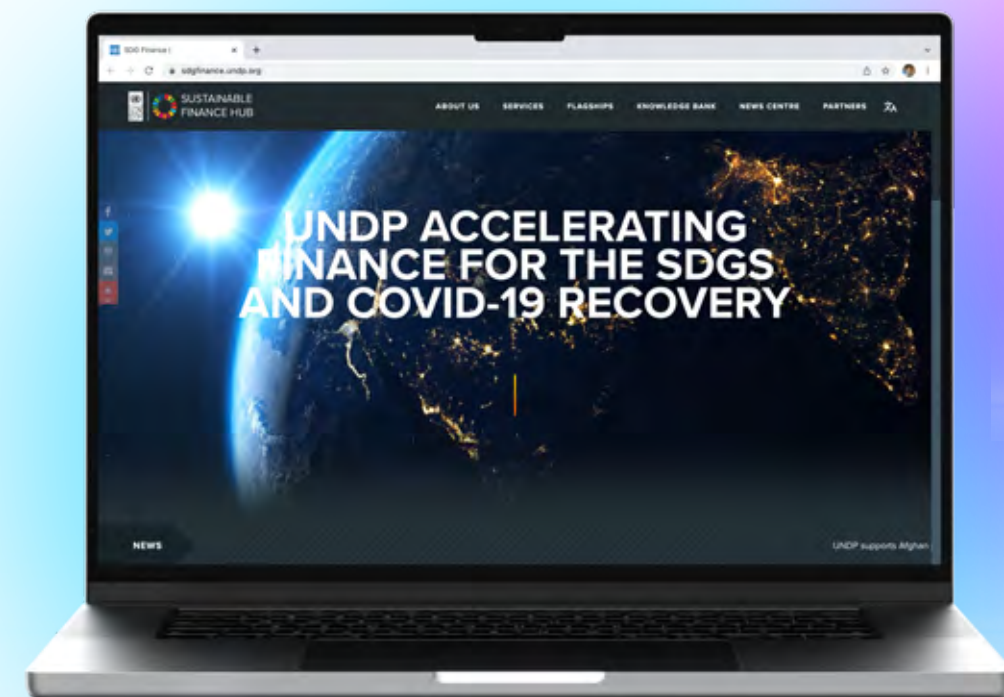 SDG Finance |
sdgfinance.undp.org
SUSTAINABLE
FINANCE HUB
ABOUT US SERVICES FLAGSHIPS KNOWLEDGE BANK NEWS CENTRE PARTNERS
UNDP ACCELERATING
FINANCE FOR THE SDGS
AND COVID-19 RECOVERY
NEWS
UNDP supports Afghan